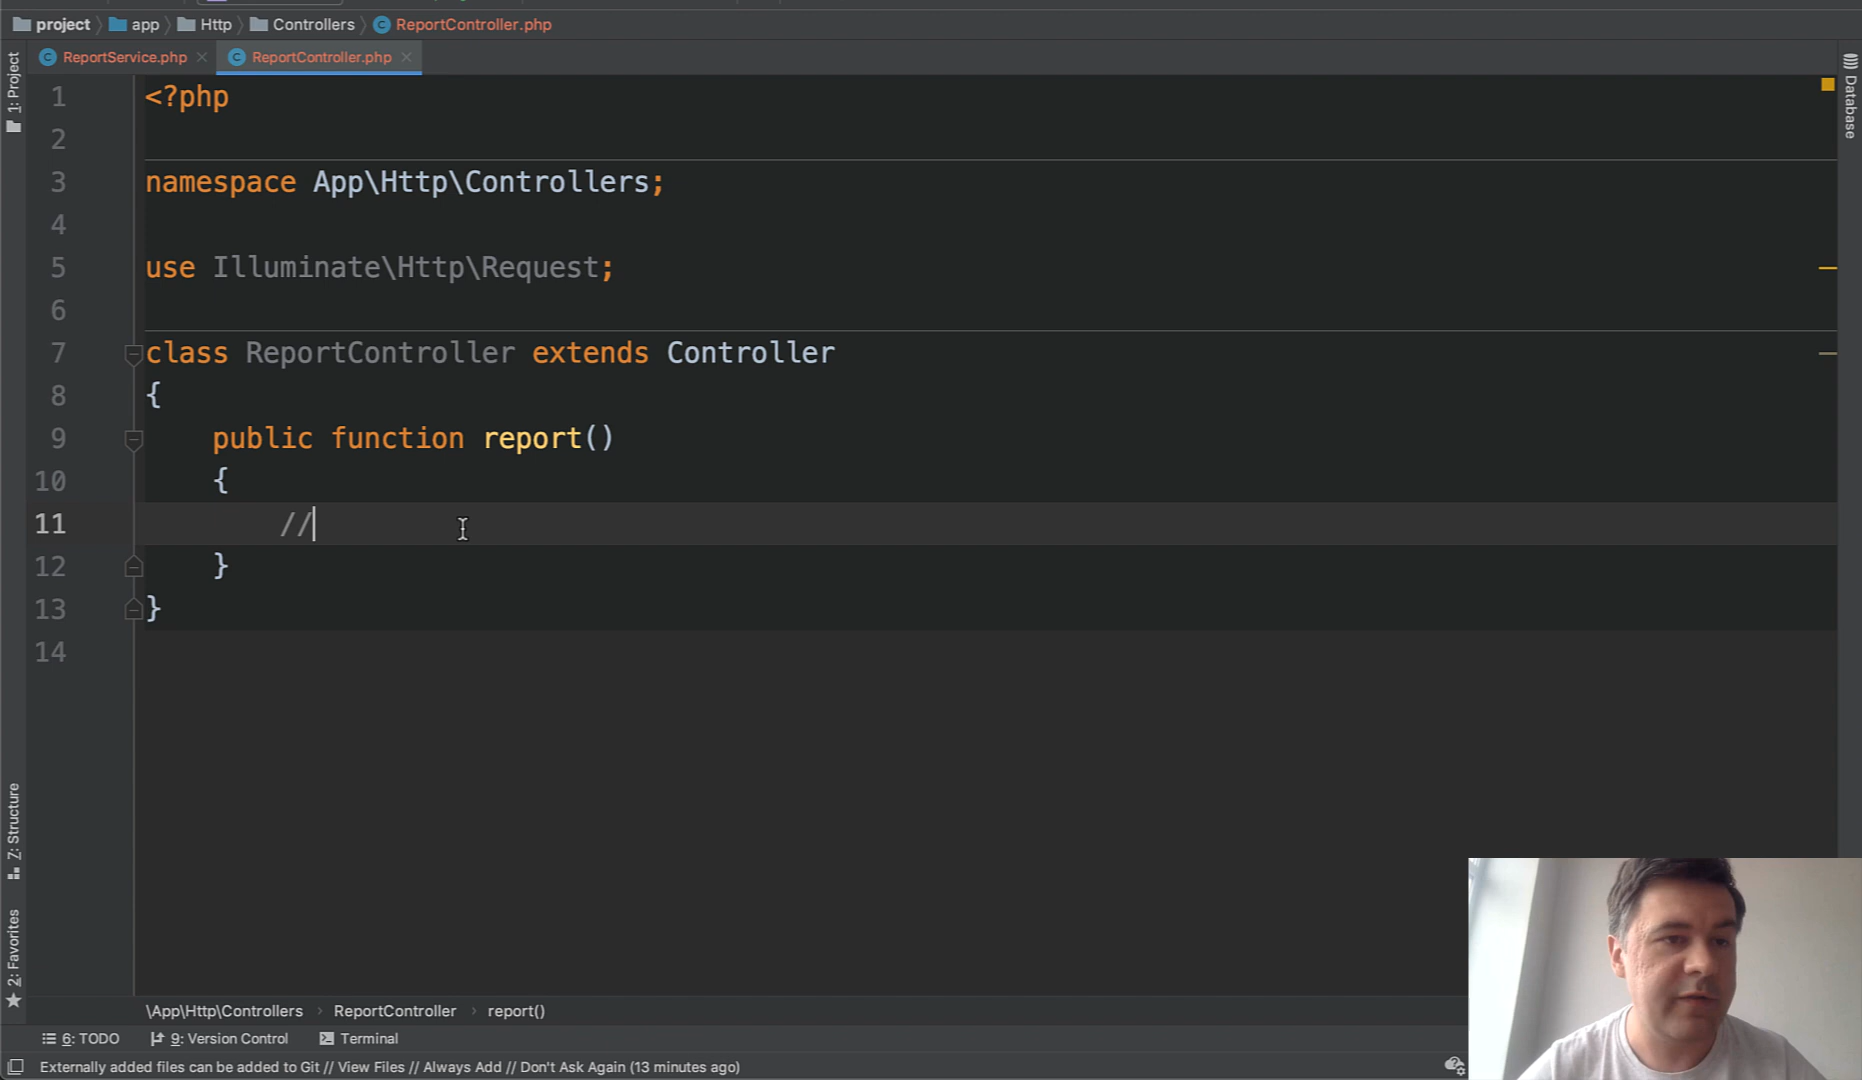 project app Http Controllers ReportController.php
ReportService.php ReportController.php
1: Project
Database
1 <?php
2
3 namespace App\Http\Controllers;
4
5 use Illuminate\Http\Request;
6
7 class ReportController extends Controller
8 {
9 public function report()
10 {
11 //
12 }
13 }
14
Z: Structure
2: Favorites
\App\Http\Controllers › ReportController › report()
6: TODO 9: Version Control Terminal
Externally added files can be added to Git // View Files // Always Add // Don't Ask Again (13 minutes ago)